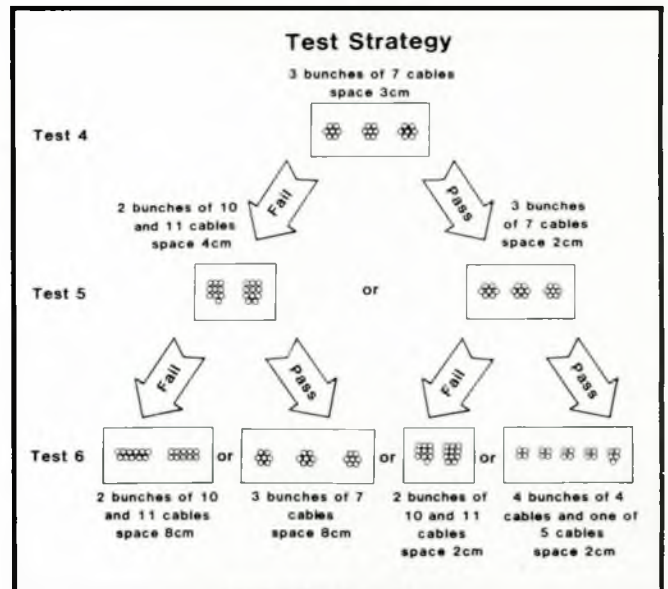 Test Strategy
3 bunches of 7 cables
space 3cm
Test 4
Fail
Pass
2 bunches of 10
and 11 cables
space 4cm
3 bunches
of 7 cables
space 2cm
Test 5
or
Fail
Pass
Fail
Pass
Test 6
or
or
or
2 bunches of 10
and 11 cables
space 8cm
3 bunches of 7
cables
space 8cm
2 bunches of
10 and 11
cables
space 2cm
4 bunches of 4
cables and one of
5 cables
space 2cm